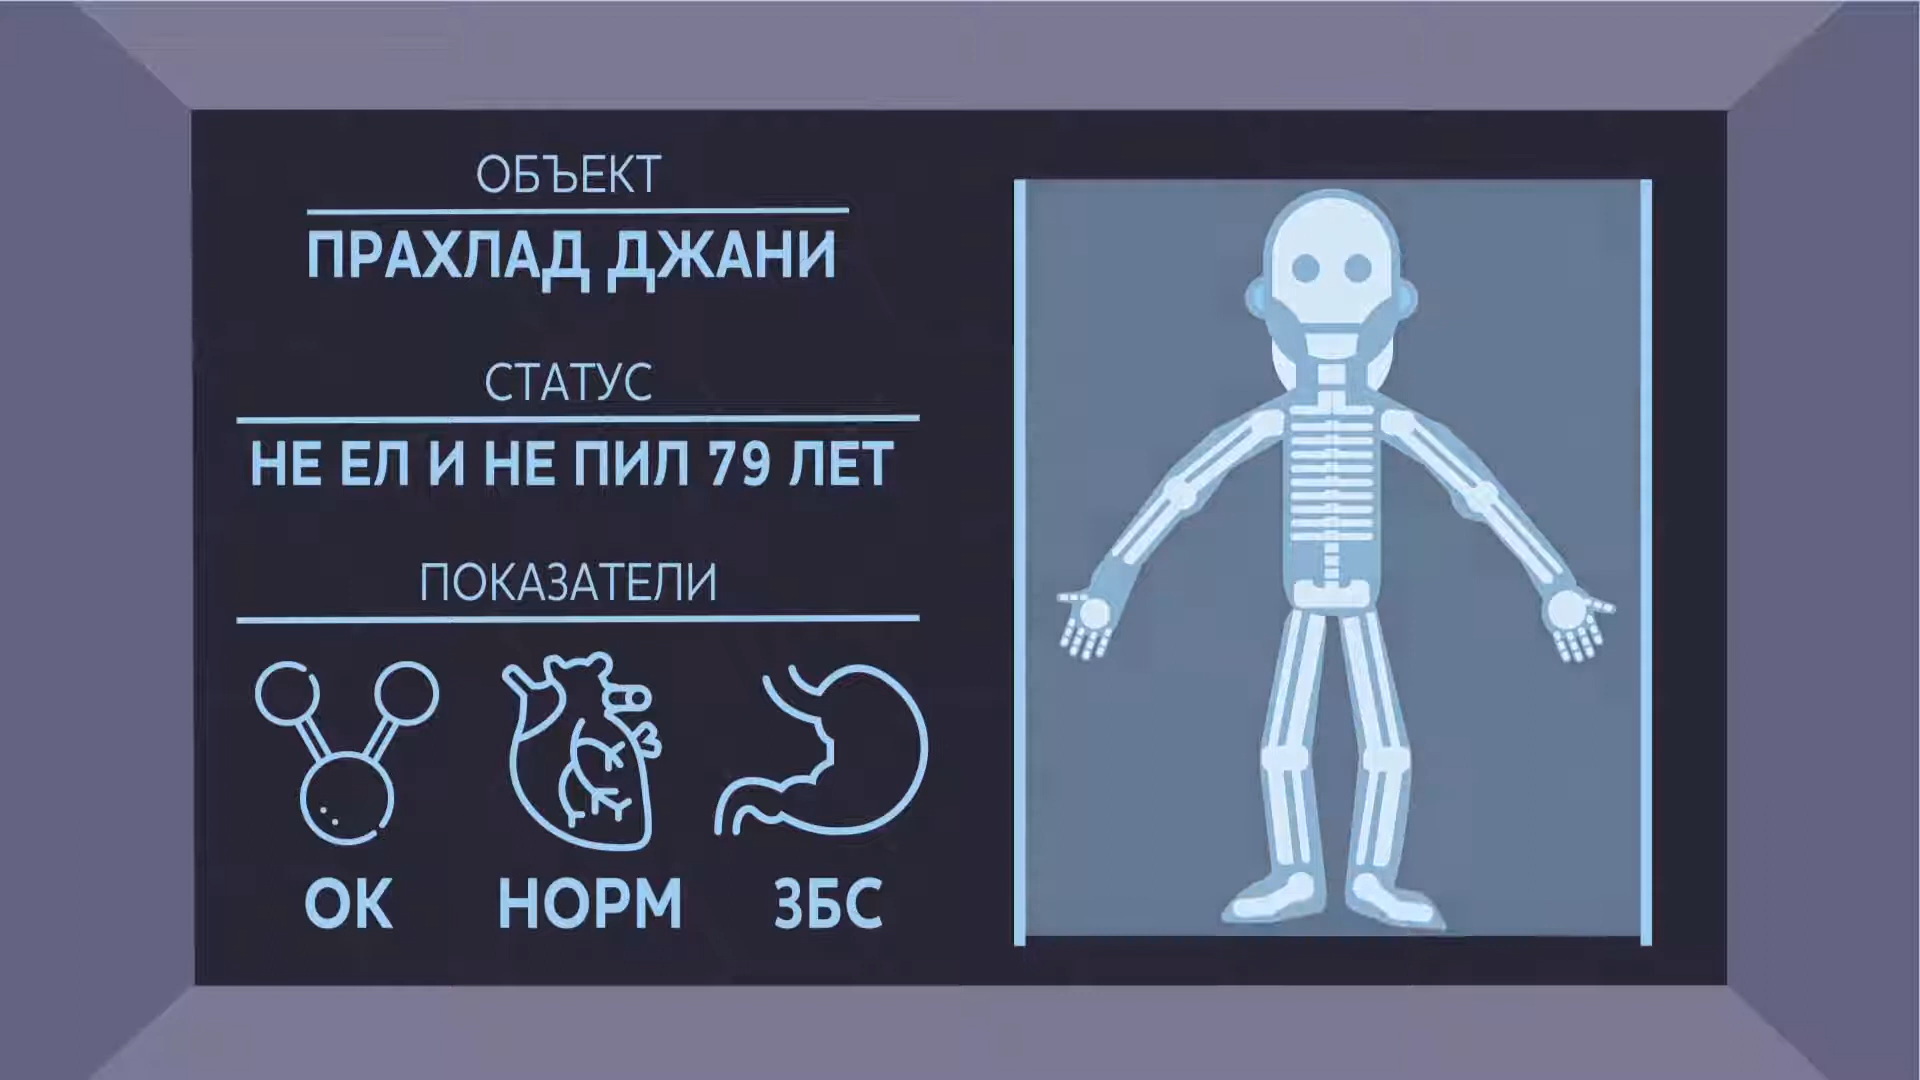 ОБЪЕКТ
ПРАХЛАД ДЖАНИ
СТАТУС
НЕ ЕЛ И НЕ ПИЛ 79 ЛЕТ
ПОКАЗАТЕЛИ
ОК НОРМ ЗБС